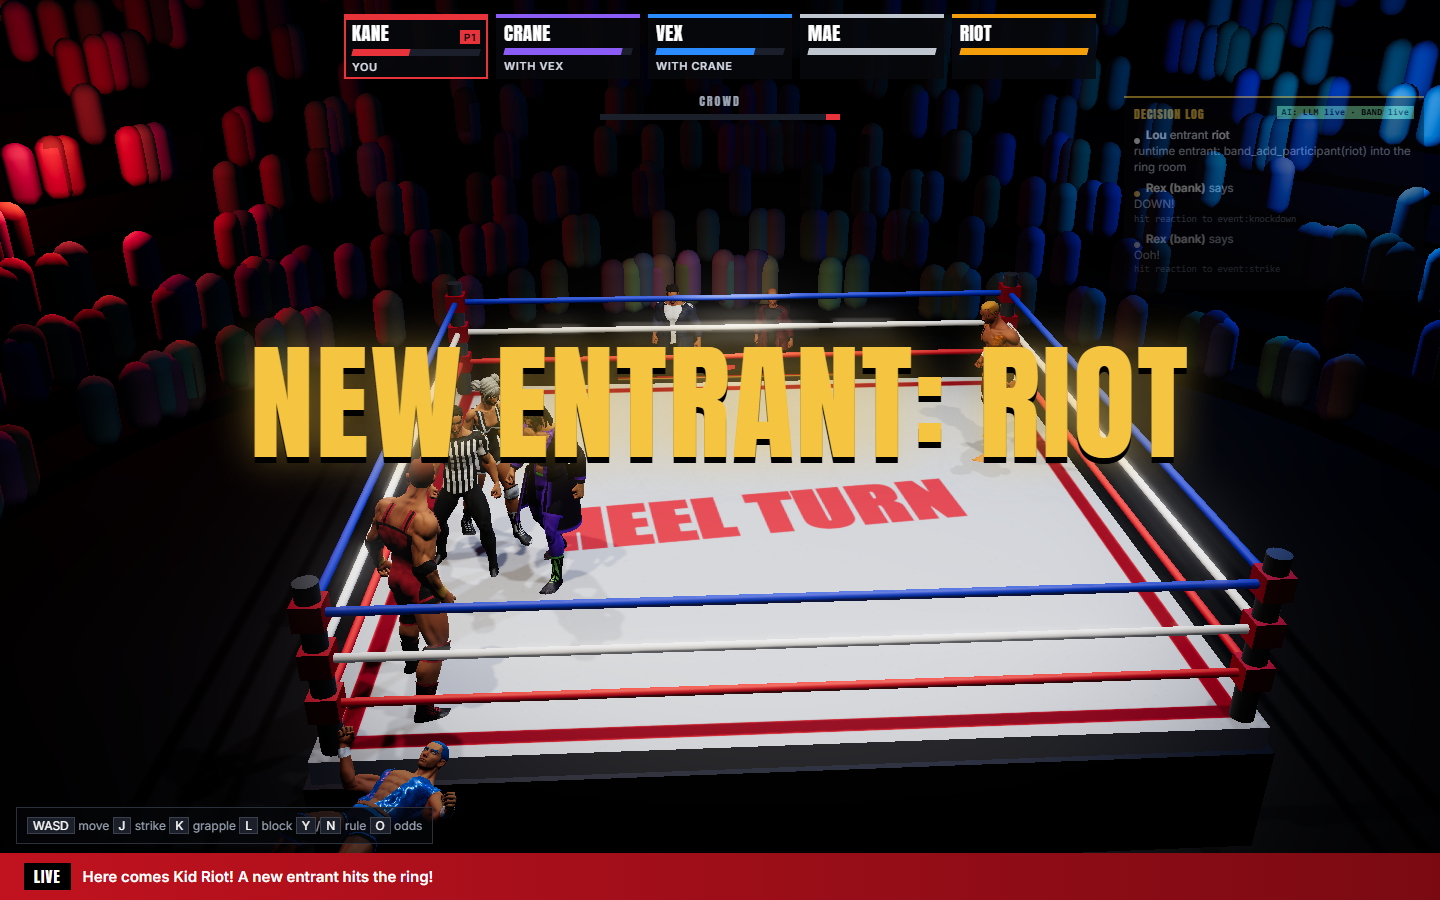 KANE
P1
YOU
CRANE
WITH VEX
VEX
WITH CRANE
MAE
RIOT
CROWD
DECISION LOG
AI: LLM live - BAND live
Lou entrant riot
runtime entrant: band_add_participant(riot) into the
ring room
Rex (bank) says
DOWN!
hit reaction to event:knockdown
Rex (bank) says
Ooh!
hit reaction to event:strike
NEW ENTRANT: RIOT
HEEL TURN
WASD move J strike K grapple L block Y/N rule O odds
LIVE Here comes Kid Riot! A new entrant hits the ring!